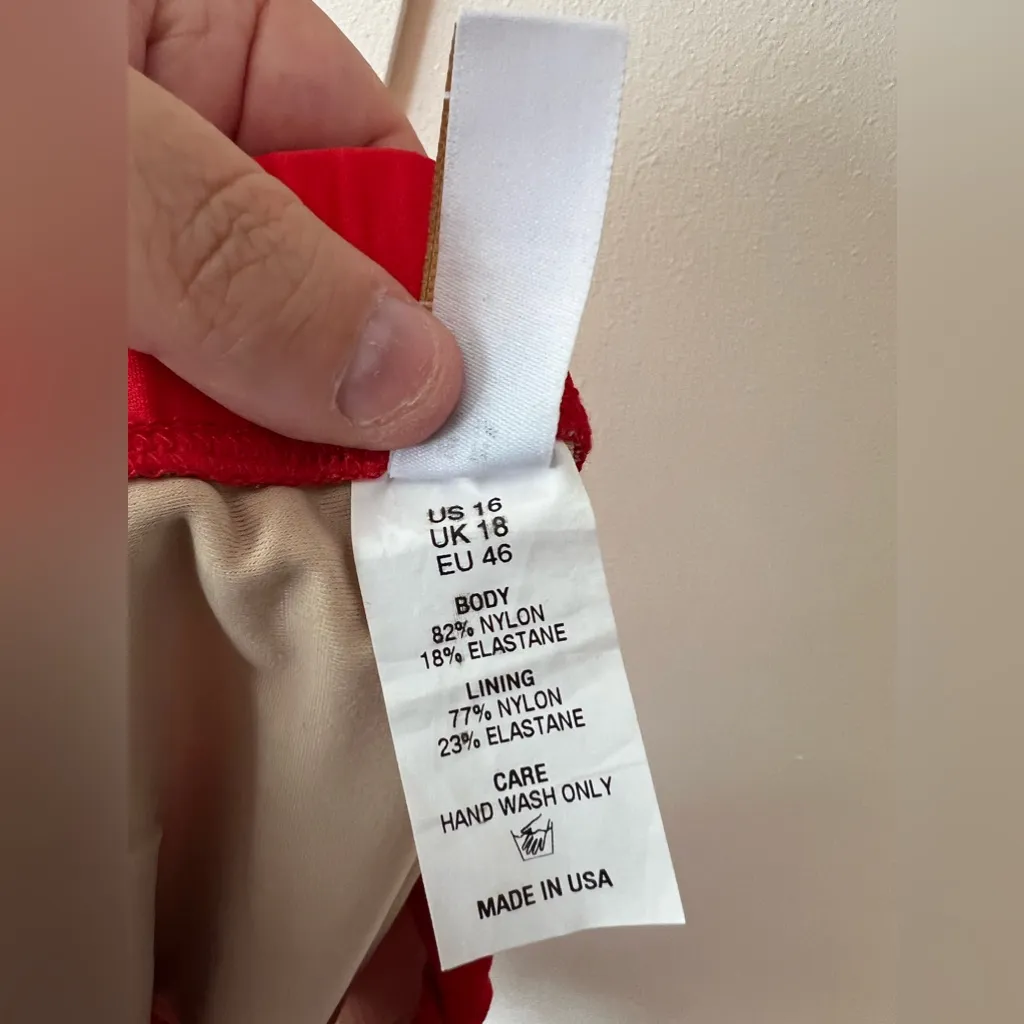 US 16
UK 18
EU 46
BODY
82% NYLON
18% ELASTANE
LINING
77% NYLON
23% ELASTANE
CARE
HAND WASH ONLY
MADE IN USA